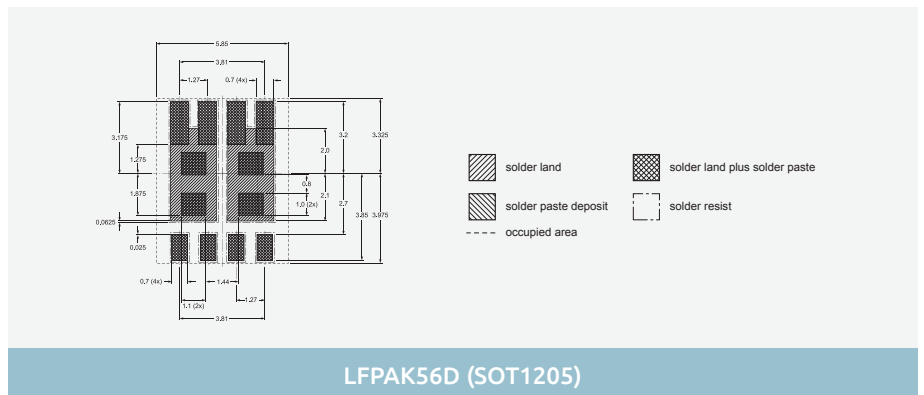 5.85
3.81
1.27 0.7 (4x)
3.175
1.275
1.875
0.0625
0.025
3.2
3.325
2.0
0.8
2.1
1.0 (2x)
2.7
3.85
3.975
0.7 (4x)
1.44
1.1 (2x)
1.27
3.81
solder land
solder land plus solder paste
solder paste deposit
solder resist
occupied area
LFPAK56D (SOT1205)